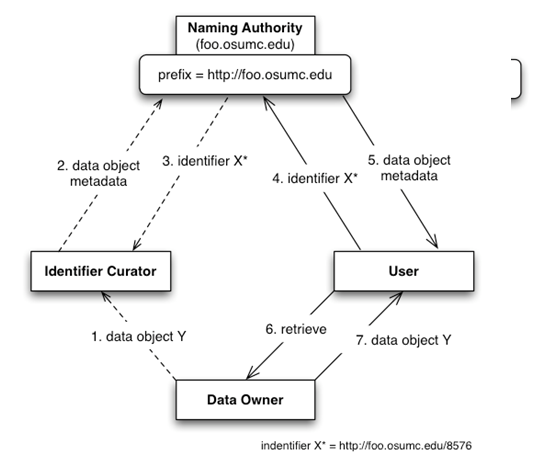 Naming Authority
(foo.osumc.edu)
prefix = http://foo.osumc.edu
2. data object
metadata
3. identifier X*
4. identifier X*
5. data object
metadata
Identifier Curator
User
1. data object Y
6. retrieve
7. data object Y
Data Owner
indentifier X* = http://foo.osumc.edu/8576